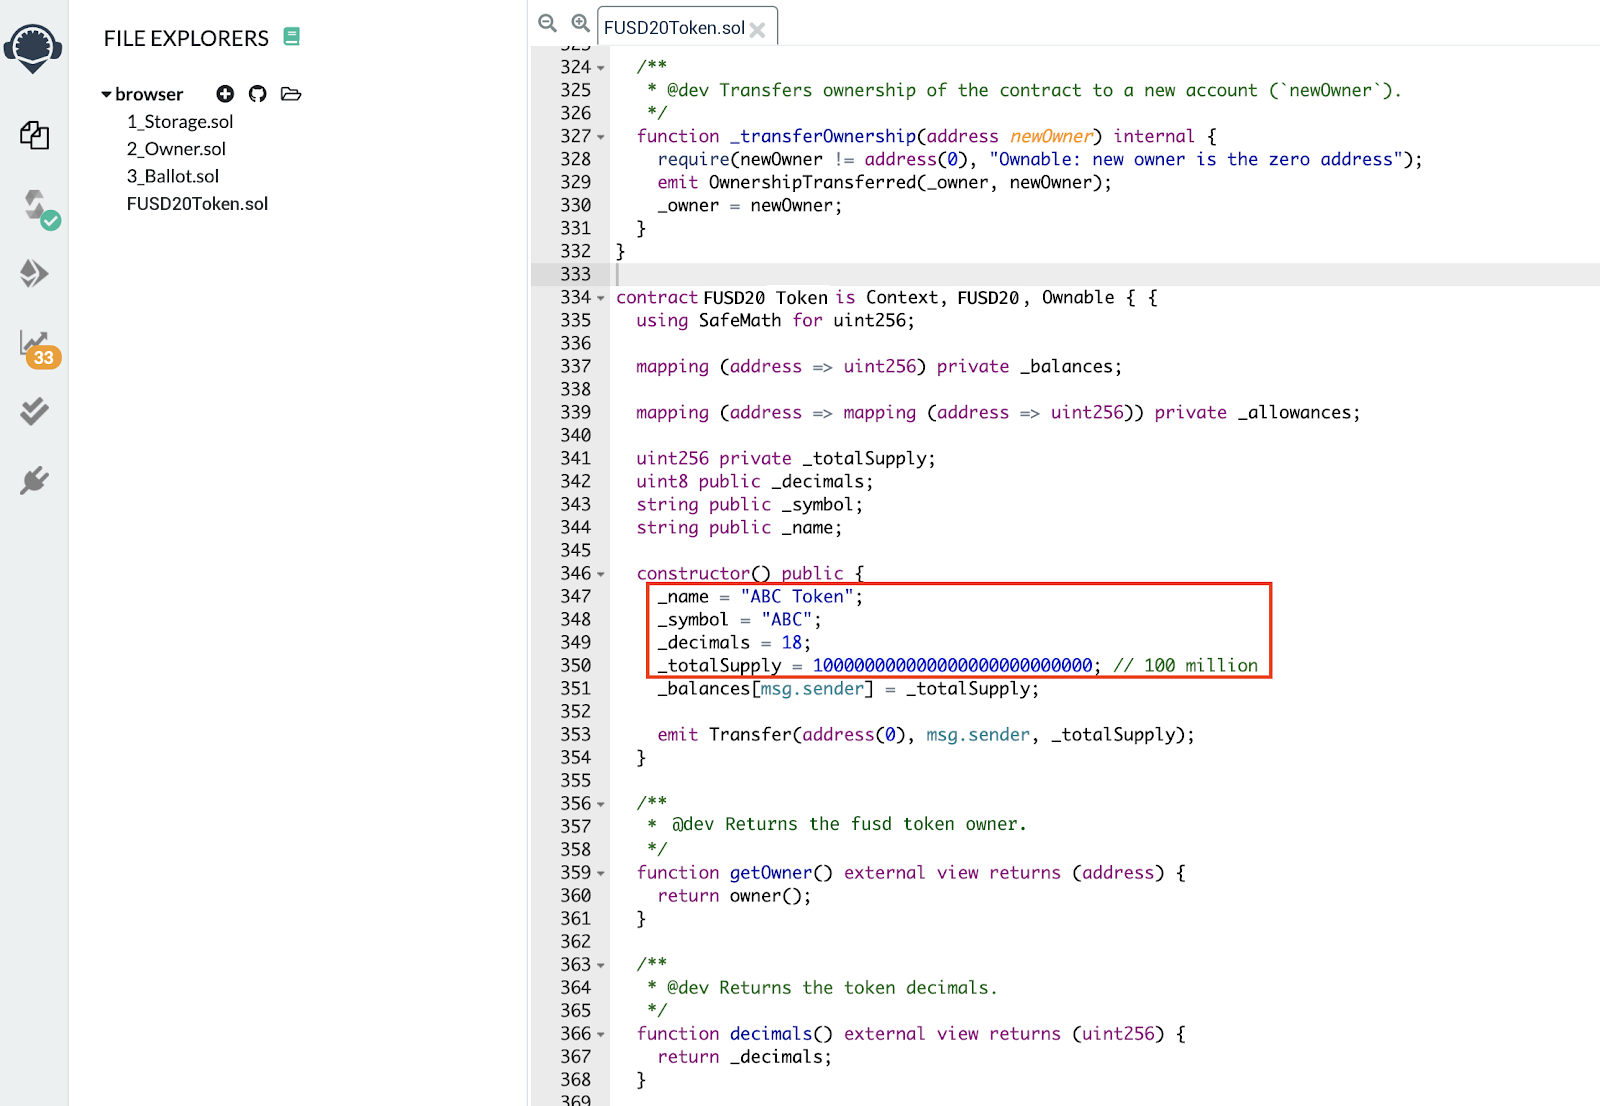 FILE EXPLORERS
browser
1_Storage.sol
2_Owner.sol
3_Ballot.sol
FUSD20Token.sol
33
FUSD20Token.sol
323
324 /**
325 * @dev Transfers ownership of the contract to a new account (`newOwner`).
326 */
327 function _transferOwnership(address newOwner) internal {
328 require(newOwner != address(0), "Ownable: new owner is the zero address");
329 emit OwnershipTransferred(_owner, newOwner);
330 _owner = newOwner;
331 }
332 }
333
334 contract FUSD20 Token is Context, FUSD20, Ownable { {
335 using SafeMath for uint256;
336
337 mapping (address => uint256) private _balances;
338
339 mapping (address => mapping (address => uint256)) private _allowances;
340
341 uint256 private _totalSupply;
342 uint8 public _decimals;
343 string public _symbol;
344 string public _name;
345
346 constructor() public {
347 _name = "ABC Token";
348 _symbol = "ABC";
349 _decimals = 18;
350 _totalSupply = 100000000000000000000000000; // 100 million
351 _balances[msg.sender] = _totalSupply;
352
353 emit Transfer(address(0), msg.sender, _totalSupply);
354 }
355
356 /**
357 * @dev Returns the fusd token owner.
358 */
359 function getOwner() external view returns (address) {
360 return owner();
361 }
362
363 /**
364 * @dev Returns the token decimals.
365 */
366 function decimals() external view returns (uint256) {
367 return _decimals;
368 }
369